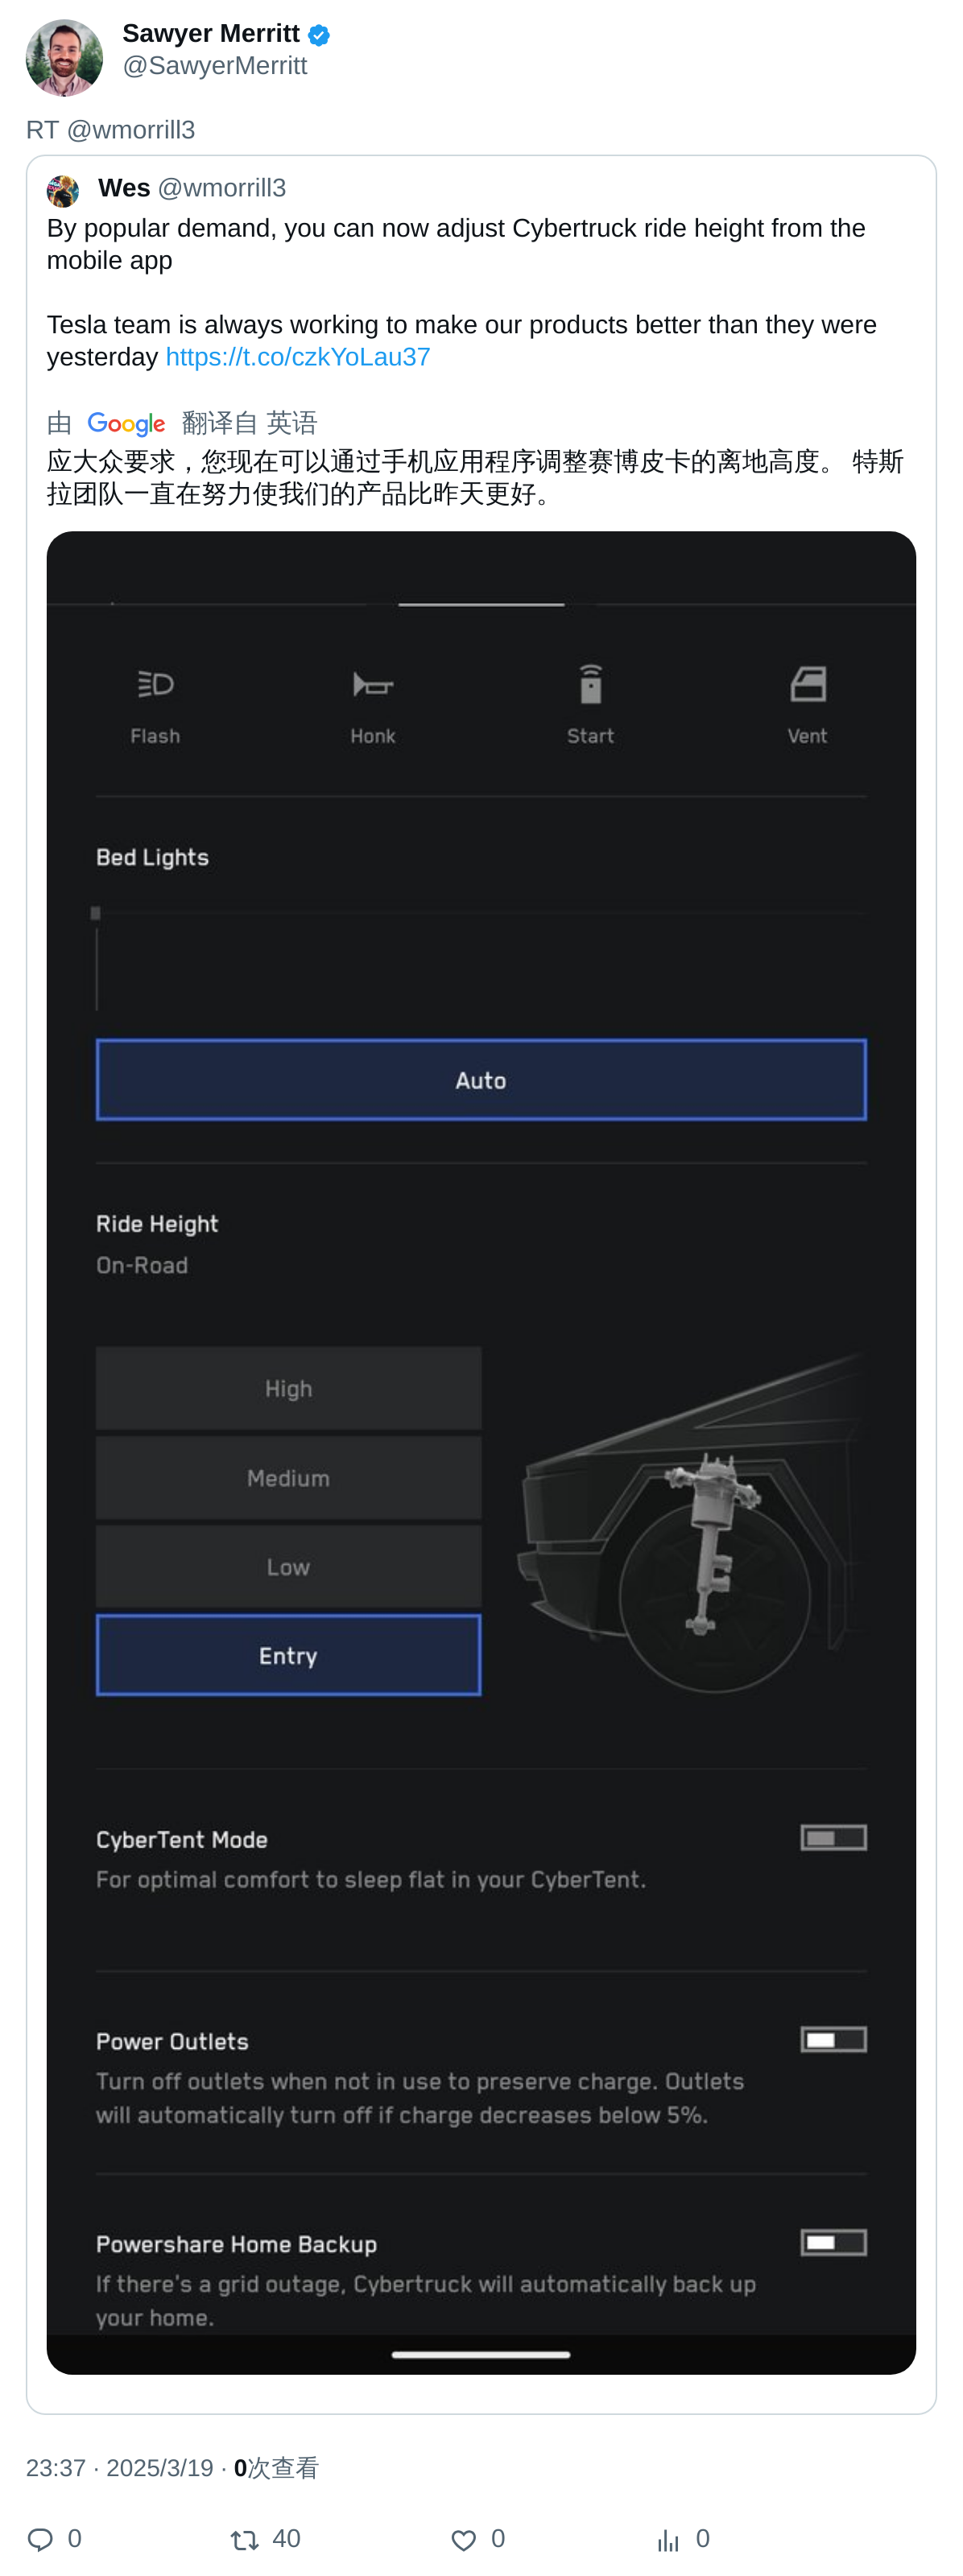 Sawyer Merritt
@SawyerMerritt
RT @wmorrill3
Wes @wmorrill3
By popular demand, you can now adjust Cybertruck ride height from the
mobile app
Tesla team is always working to make our products better than they were
yesterday https://t.co/czkYoLau37
由 Google 翻译自 英语
应大众要求，您现在可以通过手机应用程序调整赛博皮卡的离地高度。 特斯
拉团队一直在努力使我们的产品比昨天更好。
Flash Honk Start Vent
Bed Lights
Auto
Ride Height
On-Road
High
Medium
Low
Entry
CyberTent Mode
For optimal comfort to sleep flat in your CyberTent.
Power Outlets
Turn off outlets when not in use to preserve charge. Outlets
will automatically turn off if charge decreases below 5%.
Powershare Home Backup
If there's a grid outage, Cybertruck will automatically back up
your home.
23:37 · 2025/3/19 · 0次查看
0 40 0 0